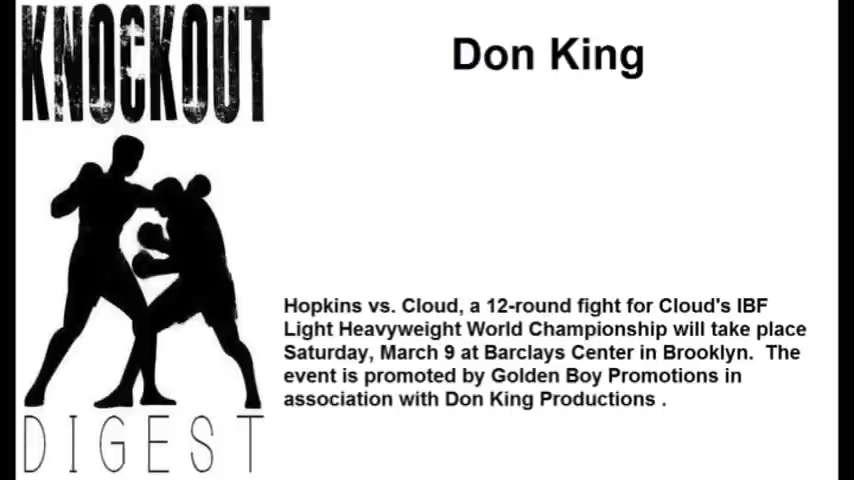 KNOCKOUT
DIGEST
Don King
Hopkins vs. Cloud, a 12-round fight for Cloud's IBF
Light Heavyweight World Championship will take place
Saturday, March 9 at Barclays Center in Brooklyn.  The
event is promoted by Golden Boy Promotions in
association with Don King Productions .